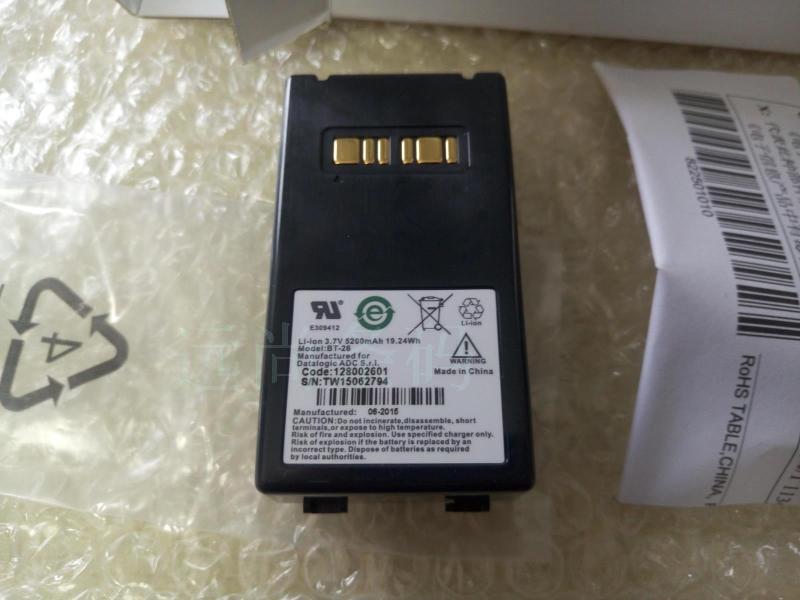 E309412
Li-ion
Li-ion 3.7V 5200mAh 19.24Wh
Model:BT-26
Manufactured for
Datalogic ADC S.r.l.
WARNING
Code:128002601
Made in China
S/N:TW15062794
Manufactured: 06-2015
CAUTION:Do not incinerate,disassemble, short
terminals,or expose to high temperature.
Risk of fire and explosion. Use specified charger only.
Risk of explosion if the battery is replaced by an
incorrect type. Dispose of batteries as required
by local authorities.
4
822501010
RoHS TABLE,CHINA,